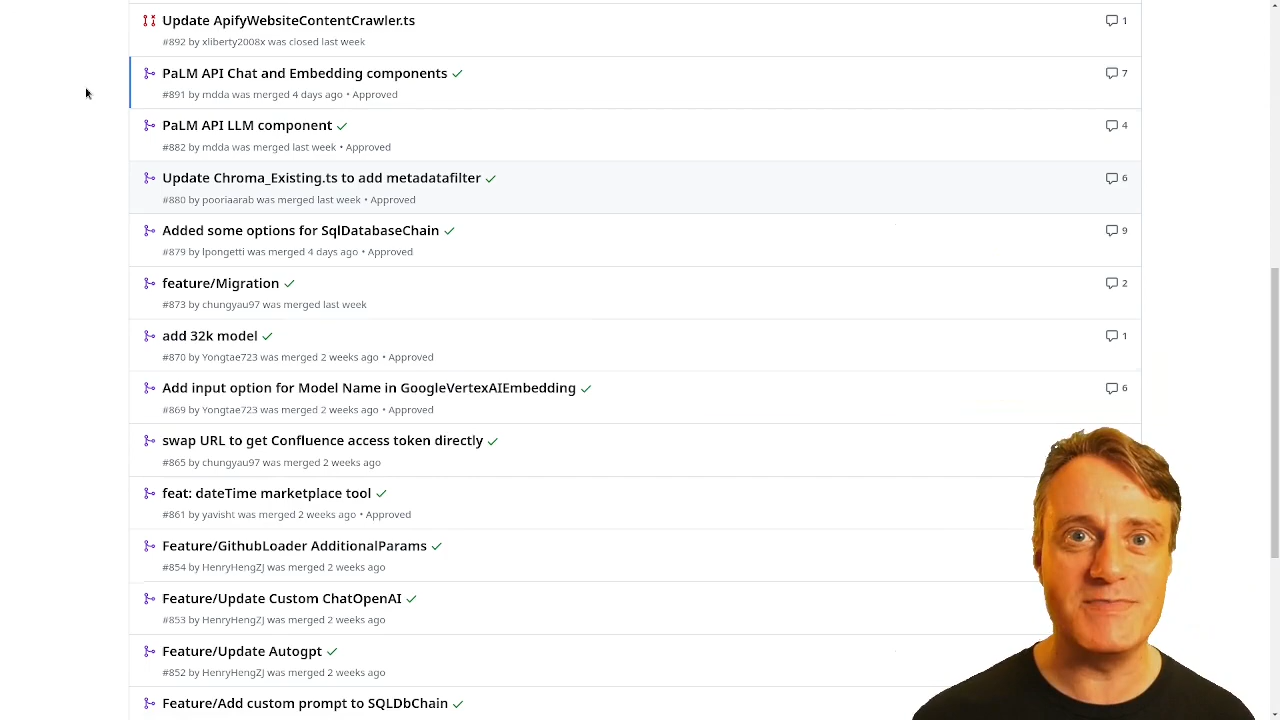 Update ApifyWebsiteContentCrawler.ts
1
#892 by xliberty2008x was closed last week
PaLM API Chat and Embedding components
7
#891 by mdda was merged 4 days ago • Approved
PaLM API LLM component
4
#882 by mdda was merged last week • Approved
Update Chroma_Existing.ts to add metadatafilter
6
#880 by pooriaarab was merged last week • Approved
Added some options for SqlDatabaseChain
9
#879 by lpongetti was merged 4 days ago • Approved
feature/Migration
2
#873 by chungyau97 was merged last week
add 32k model
1
#870 by Yongtae723 was merged 2 weeks ago • Approved
Add input option for Model Name in GoogleVertexAIEmbedding
6
#869 by Yongtae723 was merged 2 weeks ago • Approved
swap URL to get Confluence access token directly
#865 by chungyau97 was merged 2 weeks ago
feat: dateTime marketplace tool
#861 by yavisht was merged 2 weeks ago • Approved
Feature/GithubLoader AdditionalParams
#854 by HenryHengZJ was merged 2 weeks ago
Feature/Update Custom ChatOpenAI
#853 by HenryHengZJ was merged 2 weeks ago
Feature/Update Autogpt
#852 by HenryHengZJ was merged 2 weeks ago
Feature/Add custom prompt to SQLDbChain